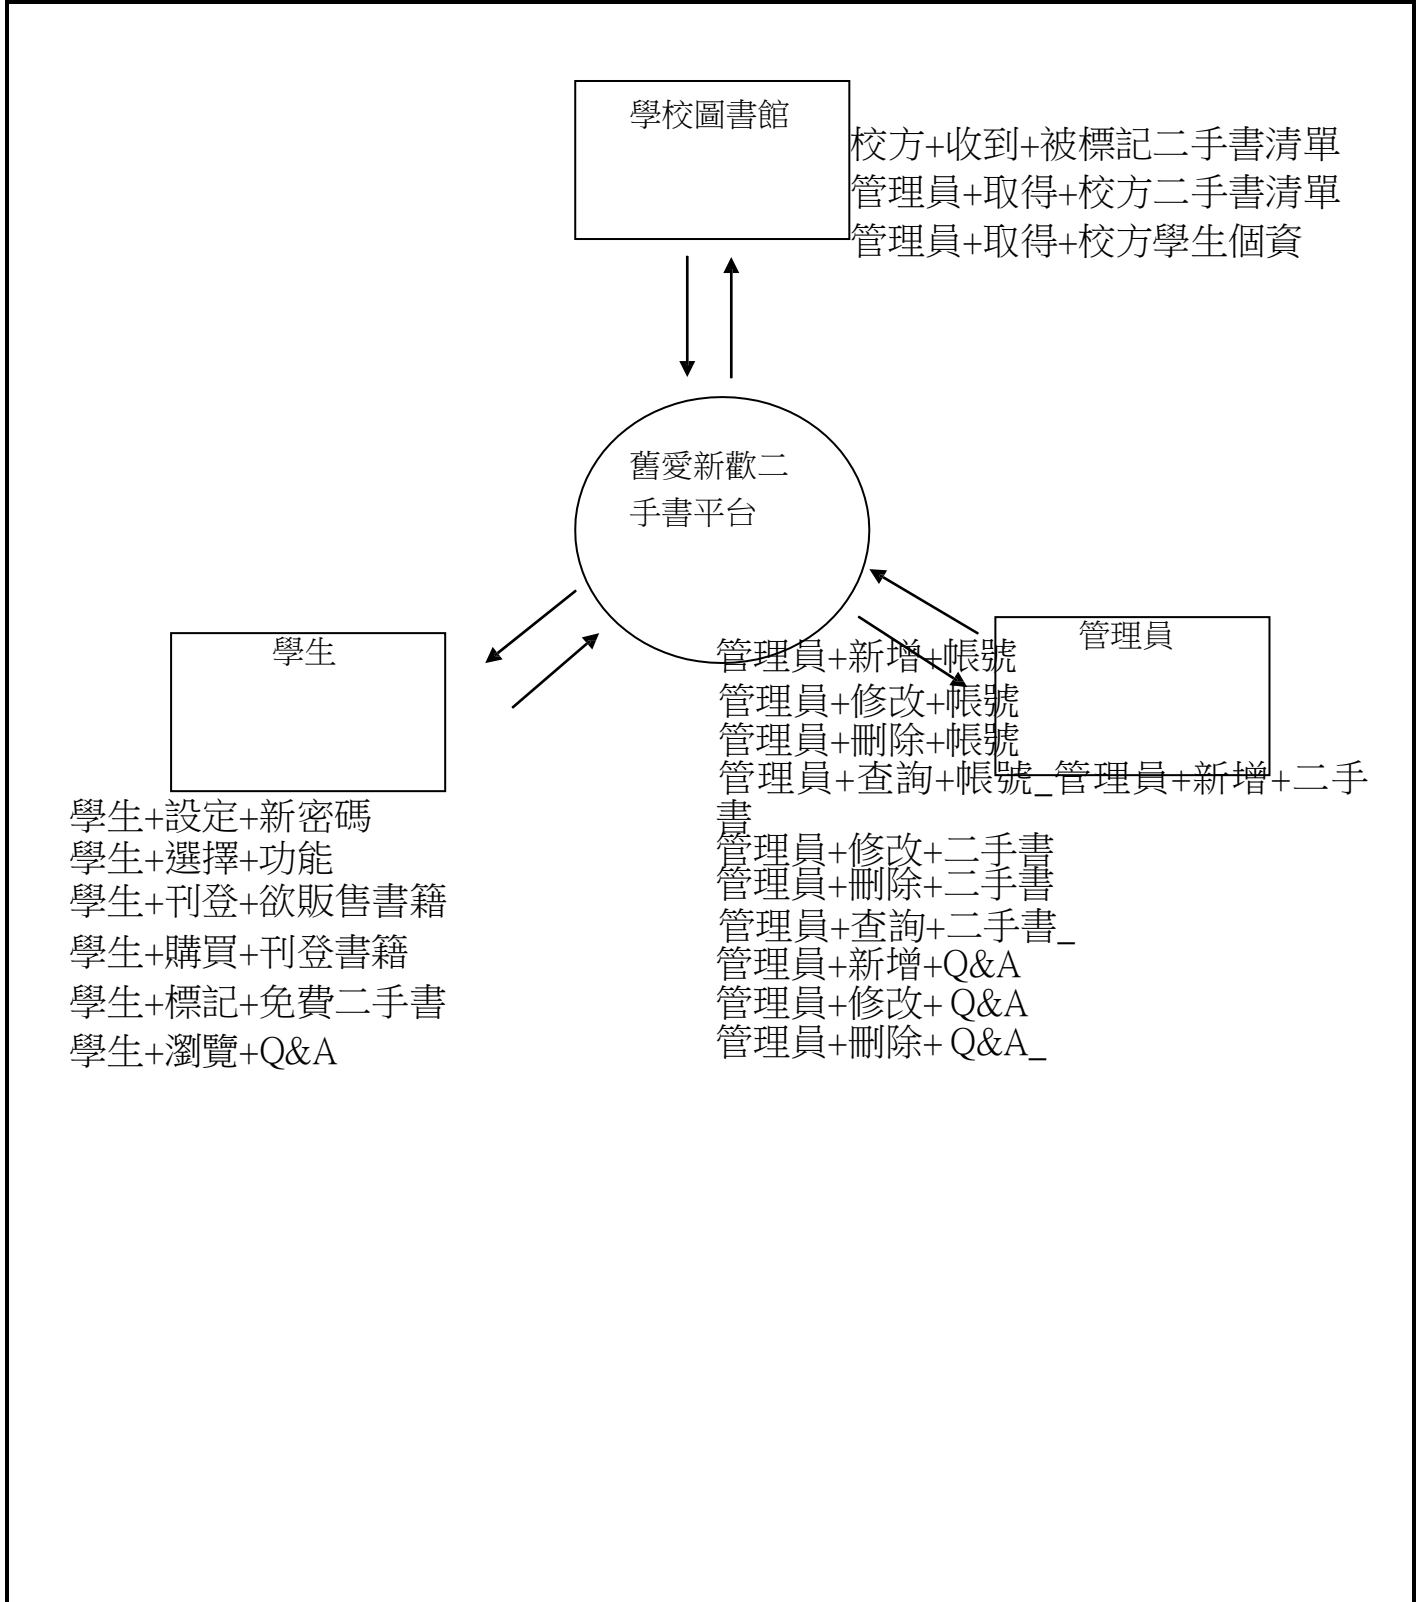 學校圖書館
校方+收到+被標記二手書清單
管理員+取得+校方二手書清單
管理員+取得+校方學生個資
舊愛新歡二
手書平台
學生
學生+設定+新密碼
學生+選擇+功能
學生+刊登+欲販售書籍
學生+購買+刊登書籍
學生+標記+免費二手書
學生+瀏覽+Q&A
管理員
管理員+新增+帳號
管理員+修改+帳號
管理員+刪除+帳號
管理員+查詢+帳號_管理員+新增+二手
書
管理員+修改+二手書
管理員+刪除+二手書
管理員+查詢+二手書_
管理員+新增+Q&A
管理員+修改+ Q&A
管理員+刪除+ Q&A_